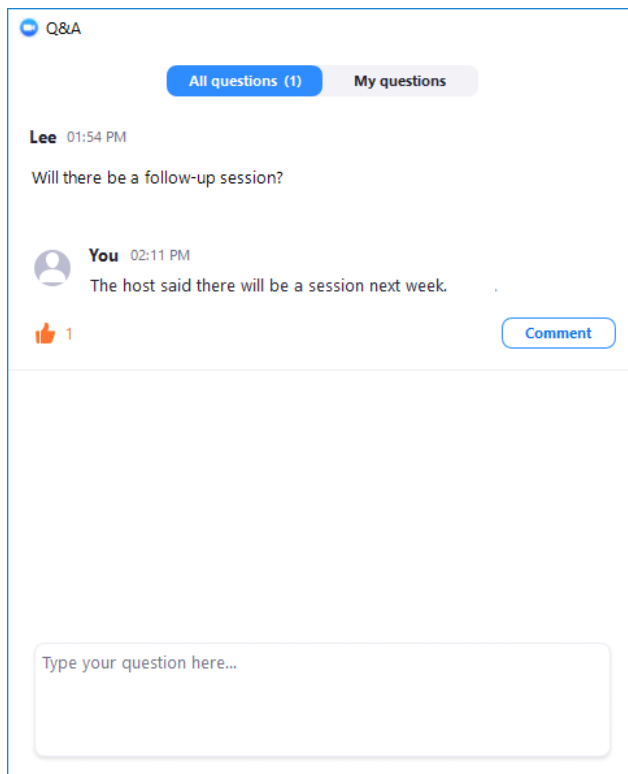 Q&A
All questions (1) My questions
Lee 01:54 PM
Will there be a follow-up session?
You 02:11 PM
The host said there will be a session next week.
1 Comment
Type your question here...